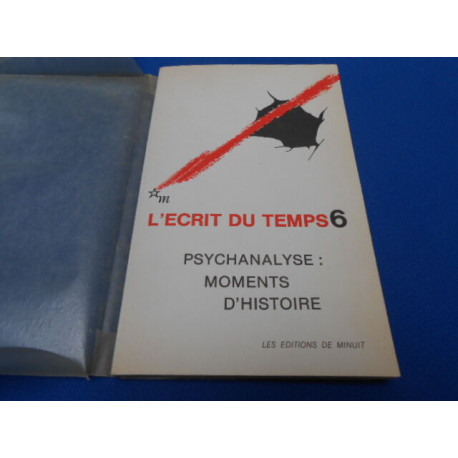 m
L'ECRIT DU TEMPS 6
PSYCHANALYSE :
MOMENTS
D'HISTOIRE
LES EDITIONS DE MINUIT